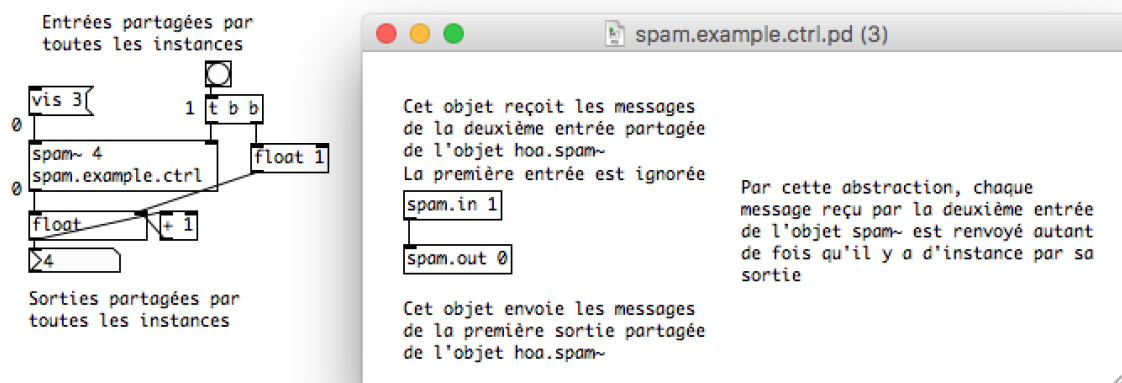 Entrées partagées par
toutes les instances
vis 3
1
t b b
0
spam~ 4
spam.example.ctrl
float 1
0
float
+ 1
4
Sorties partagées par
toutes les instances
spam.example.ctrl.pd (3)
Cet objet reçoit les messages
de la deuxième entrée partagée
de l'objet hoa.spam~
La première entrée est ignorée
spam.in 1
spam.out 0
Cet objet envoie les messages
de la première sortie partagée
de l'objet hoa.spam~
Par cette abstraction, chaque
message reçu par la deuxième entrée
de l'objet spam~ est renvoyé autant
de fois qu'il y a d'instance par sa
sortie